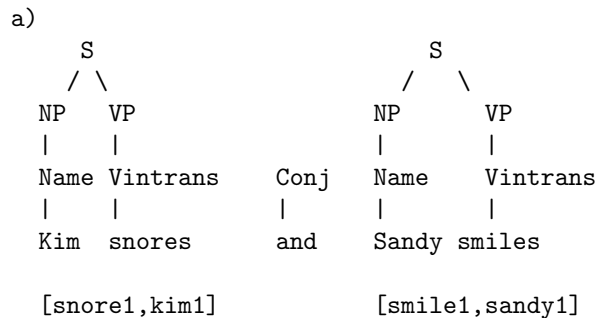 a)
S S
/ \ / \
NP VP NP VP
| | | |
Name Vintrans Conj Name Vintrans
| | | | |
Kim snores and Sandy smiles
[snore1,kim1] [smile1,sandy1]